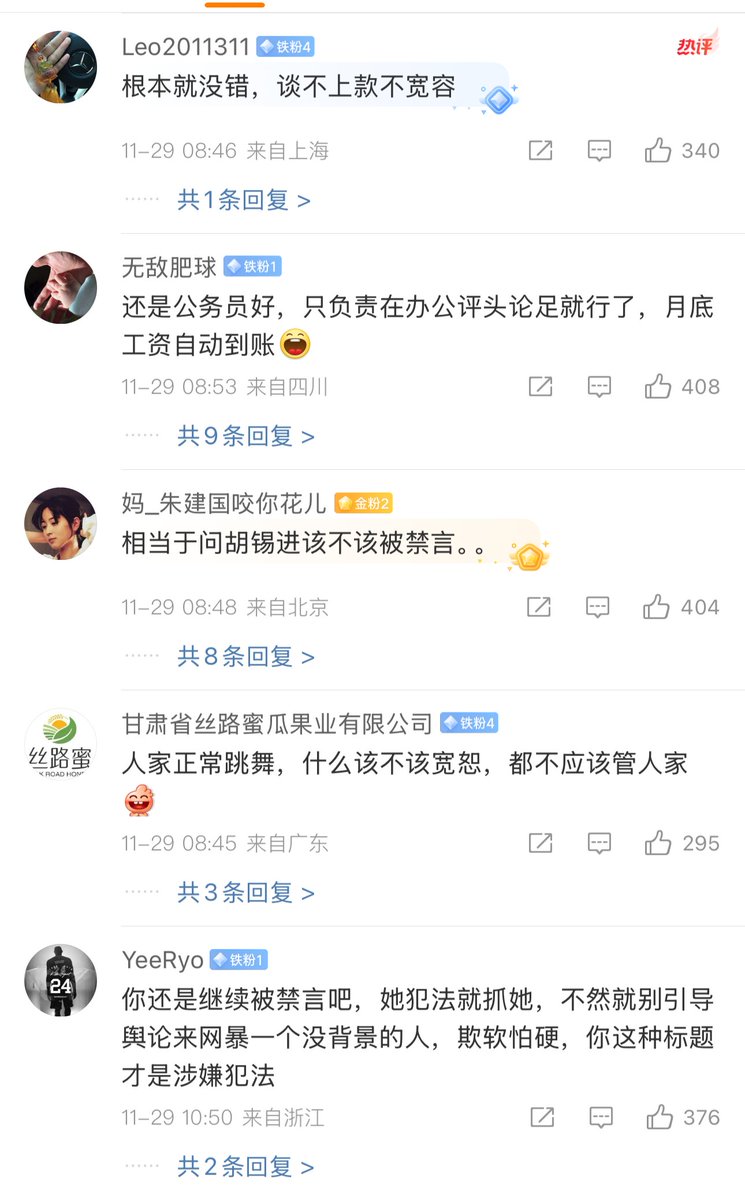 Leo2011311 铁粉4
热评
根本就没错，谈不上款不宽容
11-29 08:46 来自上海 340
共1条回复 >
无敌肥球 铁粉1
还是公务员好，只负责在办公评头论足就行了，月底
工资自动到账
11-29 08:53 来自四川 408
共9条回复 >
妈_朱建国咬你花儿 金粉2
相当于问胡锡进该不该被禁言。。
11-29 08:48 来自北京 404
共8条回复 >
甘肃省丝路蜜瓜果业有限公司 铁粉4
丝路蜜
人家正常跳舞，什么该不该宽恕，都不应该管人家
11-29 08:45 来自广东 295
共3条回复 >
YeeRyo 铁粉1
24
你还是继续被禁言吧，她犯法就抓她，不然就别引导
舆论来网暴一个没背景的人，欺软怕硬，你这种标题
才是涉嫌犯法
11-29 10:50 来自浙江 376
共2条回复 >